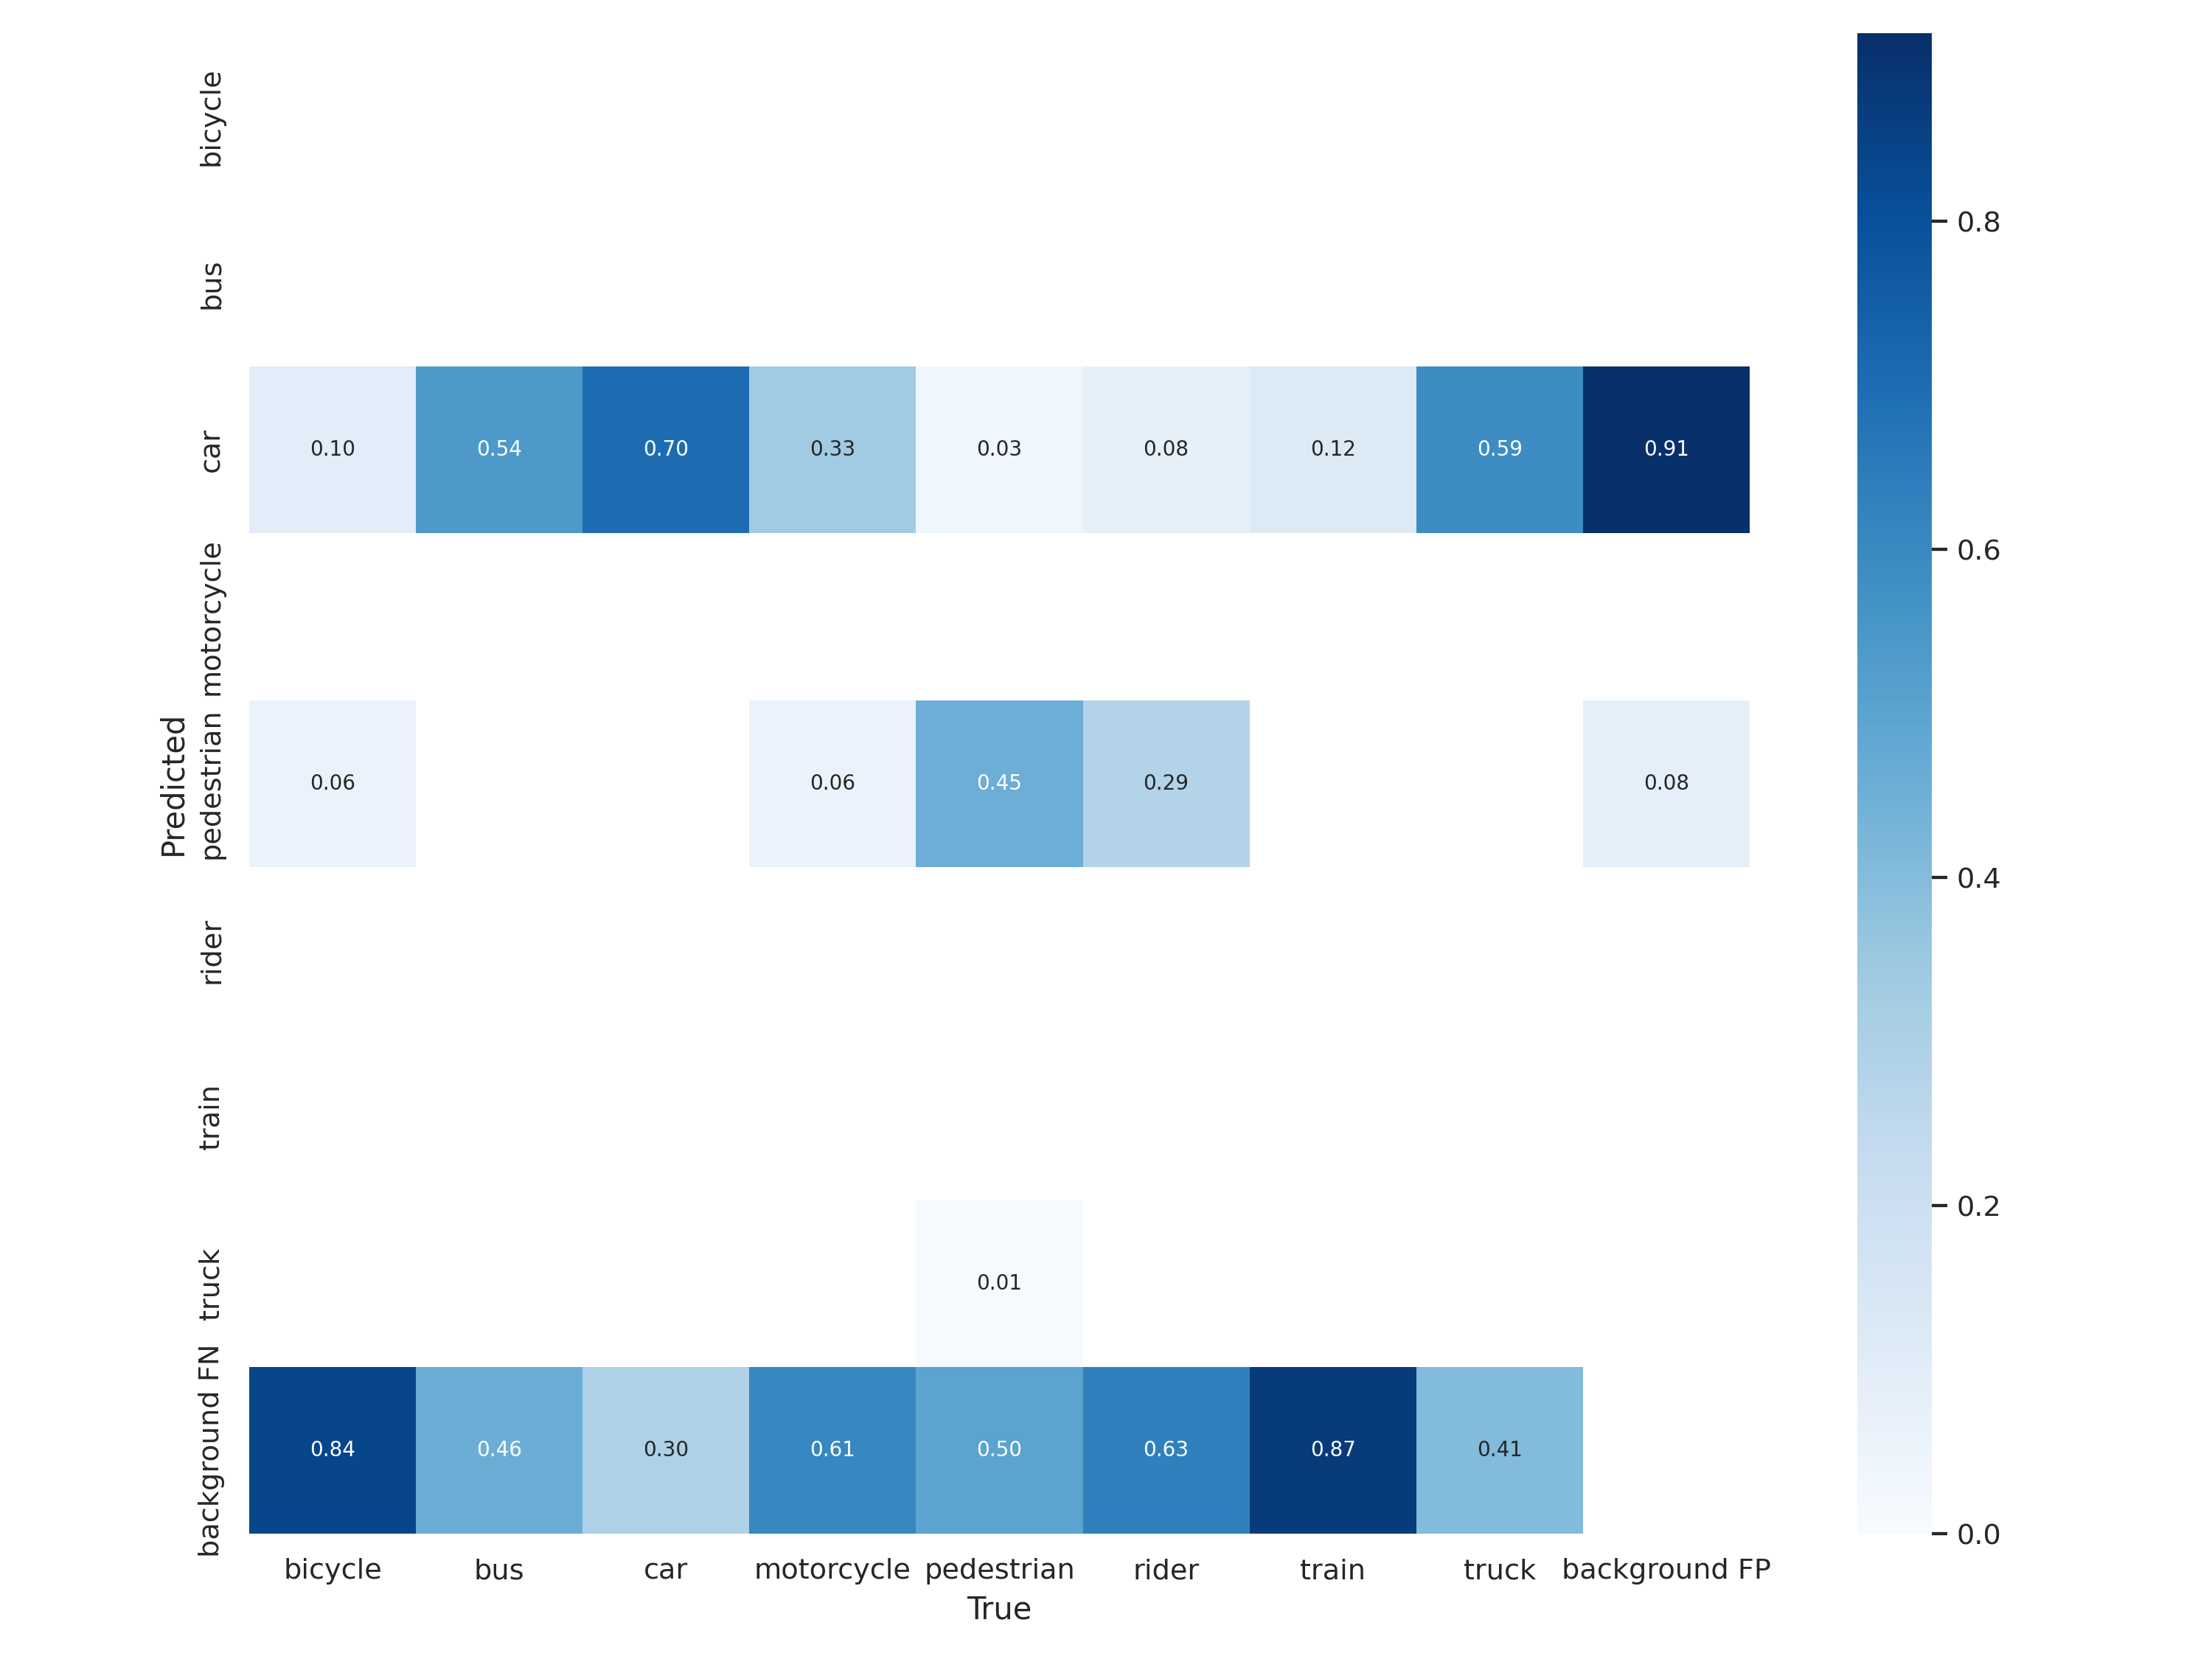 bicycle
bus
car
motorcycle
pedestrian
rider
train
truck
background FN
Predicted
0.10 0.54 0.70 0.33 0.03 0.08 0.12 0.59 0.91
0.06 0.06 0.45 0.29 0.08
0.01
0.84 0.46 0.30 0.61 0.50 0.63 0.87 0.41
bicycle bus car motorcycle pedestrian rider train truck background FP
True
0.8
0.6
0.4
0.2
0.0